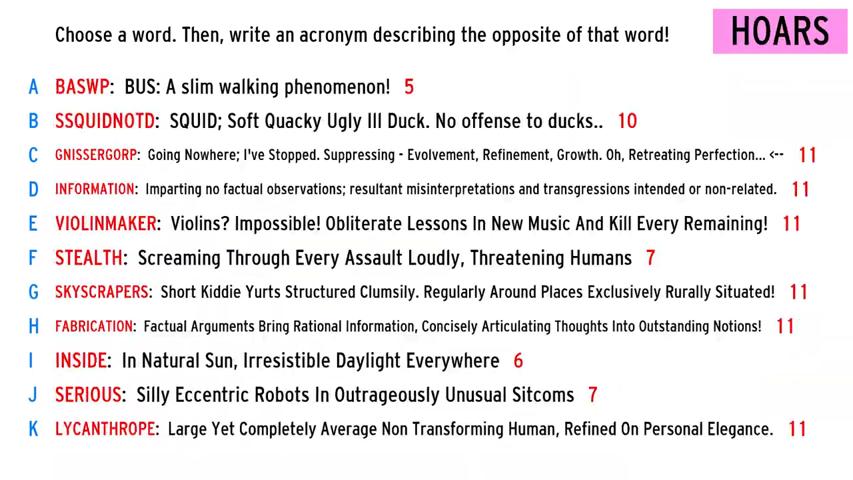 Choose a word. Then, write an acronym describing the opposite of that word!
HOARS
A BASWP: BUS: A slim walking phenomenon! 5
B SSQUIDNOTD: SQUID; Soft Quacky Ugly Ill Duck. No offense to ducks.. 10
C GNISSERGORP: Going Nowhere; I've Stopped. Suppressing - Evolvement, Refinement, Growth. Oh, Retreating Perfection... <-- 11
D INFORMATION: Imparting no factual observations; resultant misinterpretations and transgressions intended or non-related. 11
E VIOLINMAKER: Violins? Impossible! Obliterate Lessons In New Music And Kill Every Remaining! 11
F STEALTH: Screaming Through Every Assault Loudly, Threatening Humans 7
G SKYSCRAPERS: Short Kiddie Yurts Structured Clumsily. Regularly Around Places Exclusively Rurally Situated! 11
H FABRICATION: Factual Arguments Bring Rational Information, Concisely Articulating Thoughts Into Outstanding Notions! 11
I INSIDE: In Natural Sun, Irresistible Daylight Everywhere 6
J SERIOUS: Silly Eccentric Robots In Outrageously Unusual Sitcoms 7
K LYCANTHROPE: Large Yet Completely Average Non Transforming Human, Refined On Personal Elegance. 11